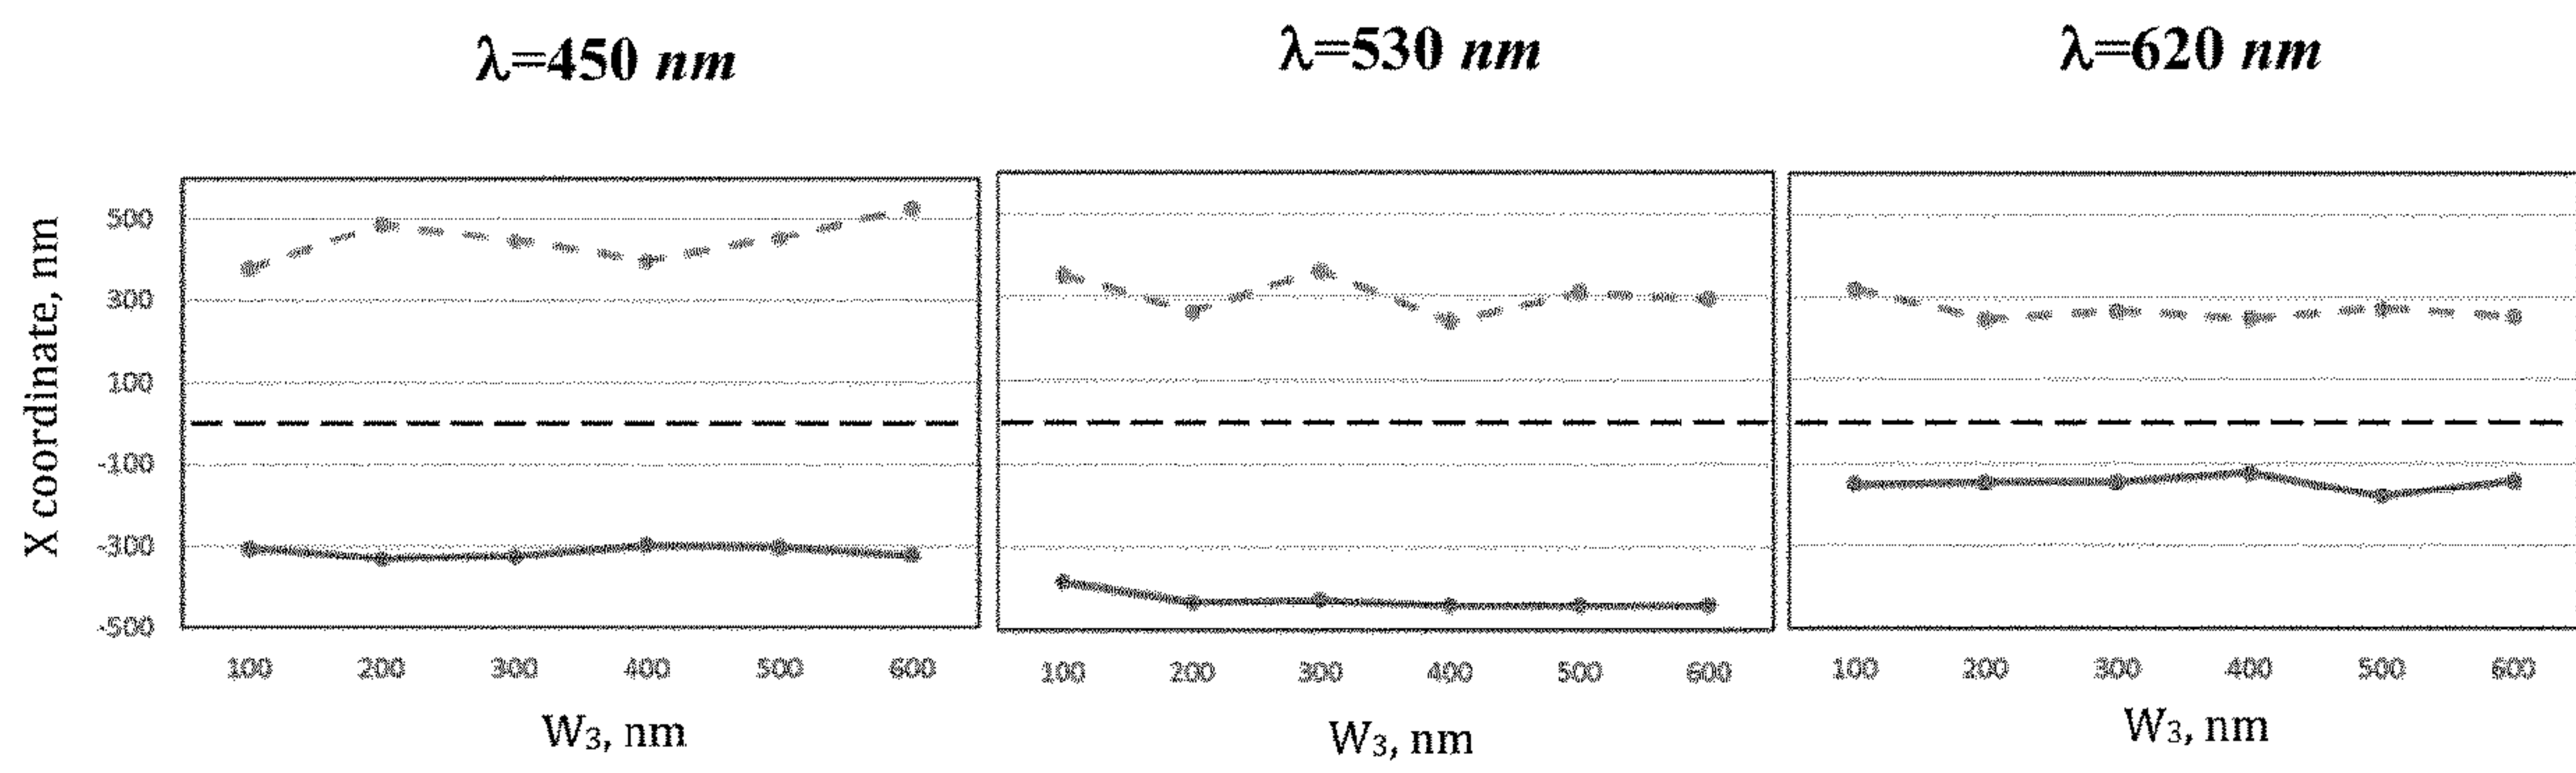 λ=450 nm
λ=530 nm
λ=620 nm
X coordinate, nm
500
300
100
-100
-300
-500
100 200 300 400 500 600
100 200 300 400 500 600
100 200 300 400 500 600
W₃, nm
W₃, nm
W₃, nm